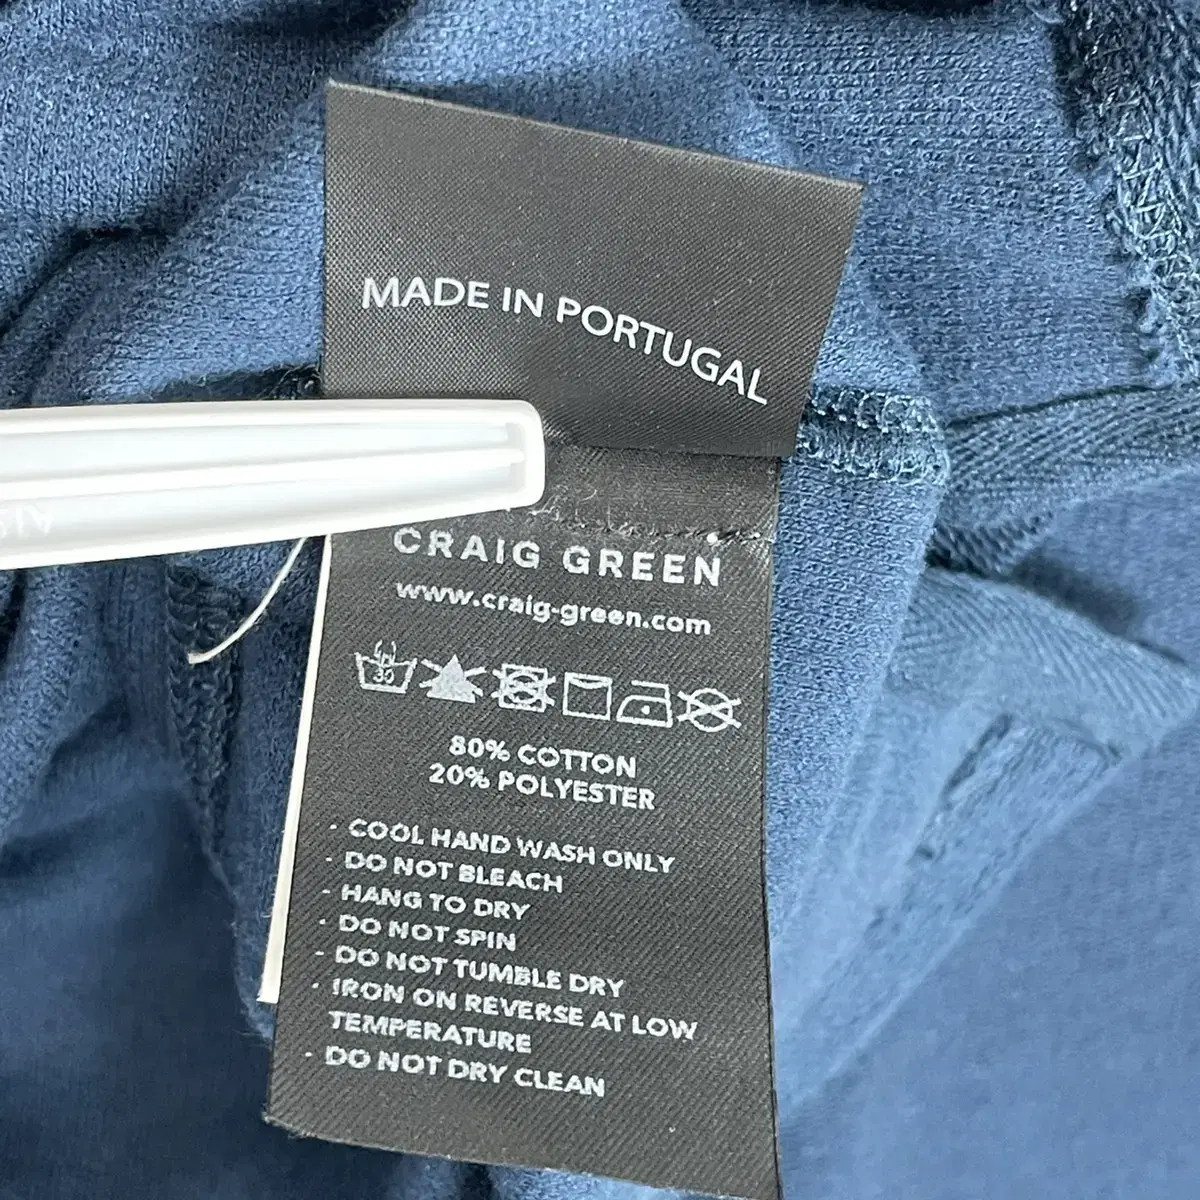 MADE IN PORTUGAL
CRAIG GREEN
www.craig-green.com
30
80% COTTON
20% POLYESTER
- COOL HAND WASH ONLY
- DO NOT BLEACH
- HANG TO DRY
- DO NOT SPIN
- DO NOT TUMBLE DRY
- IRON ON REVERSE AT LOW
TEMPERATURE
- DO NOT DRY CLEAN